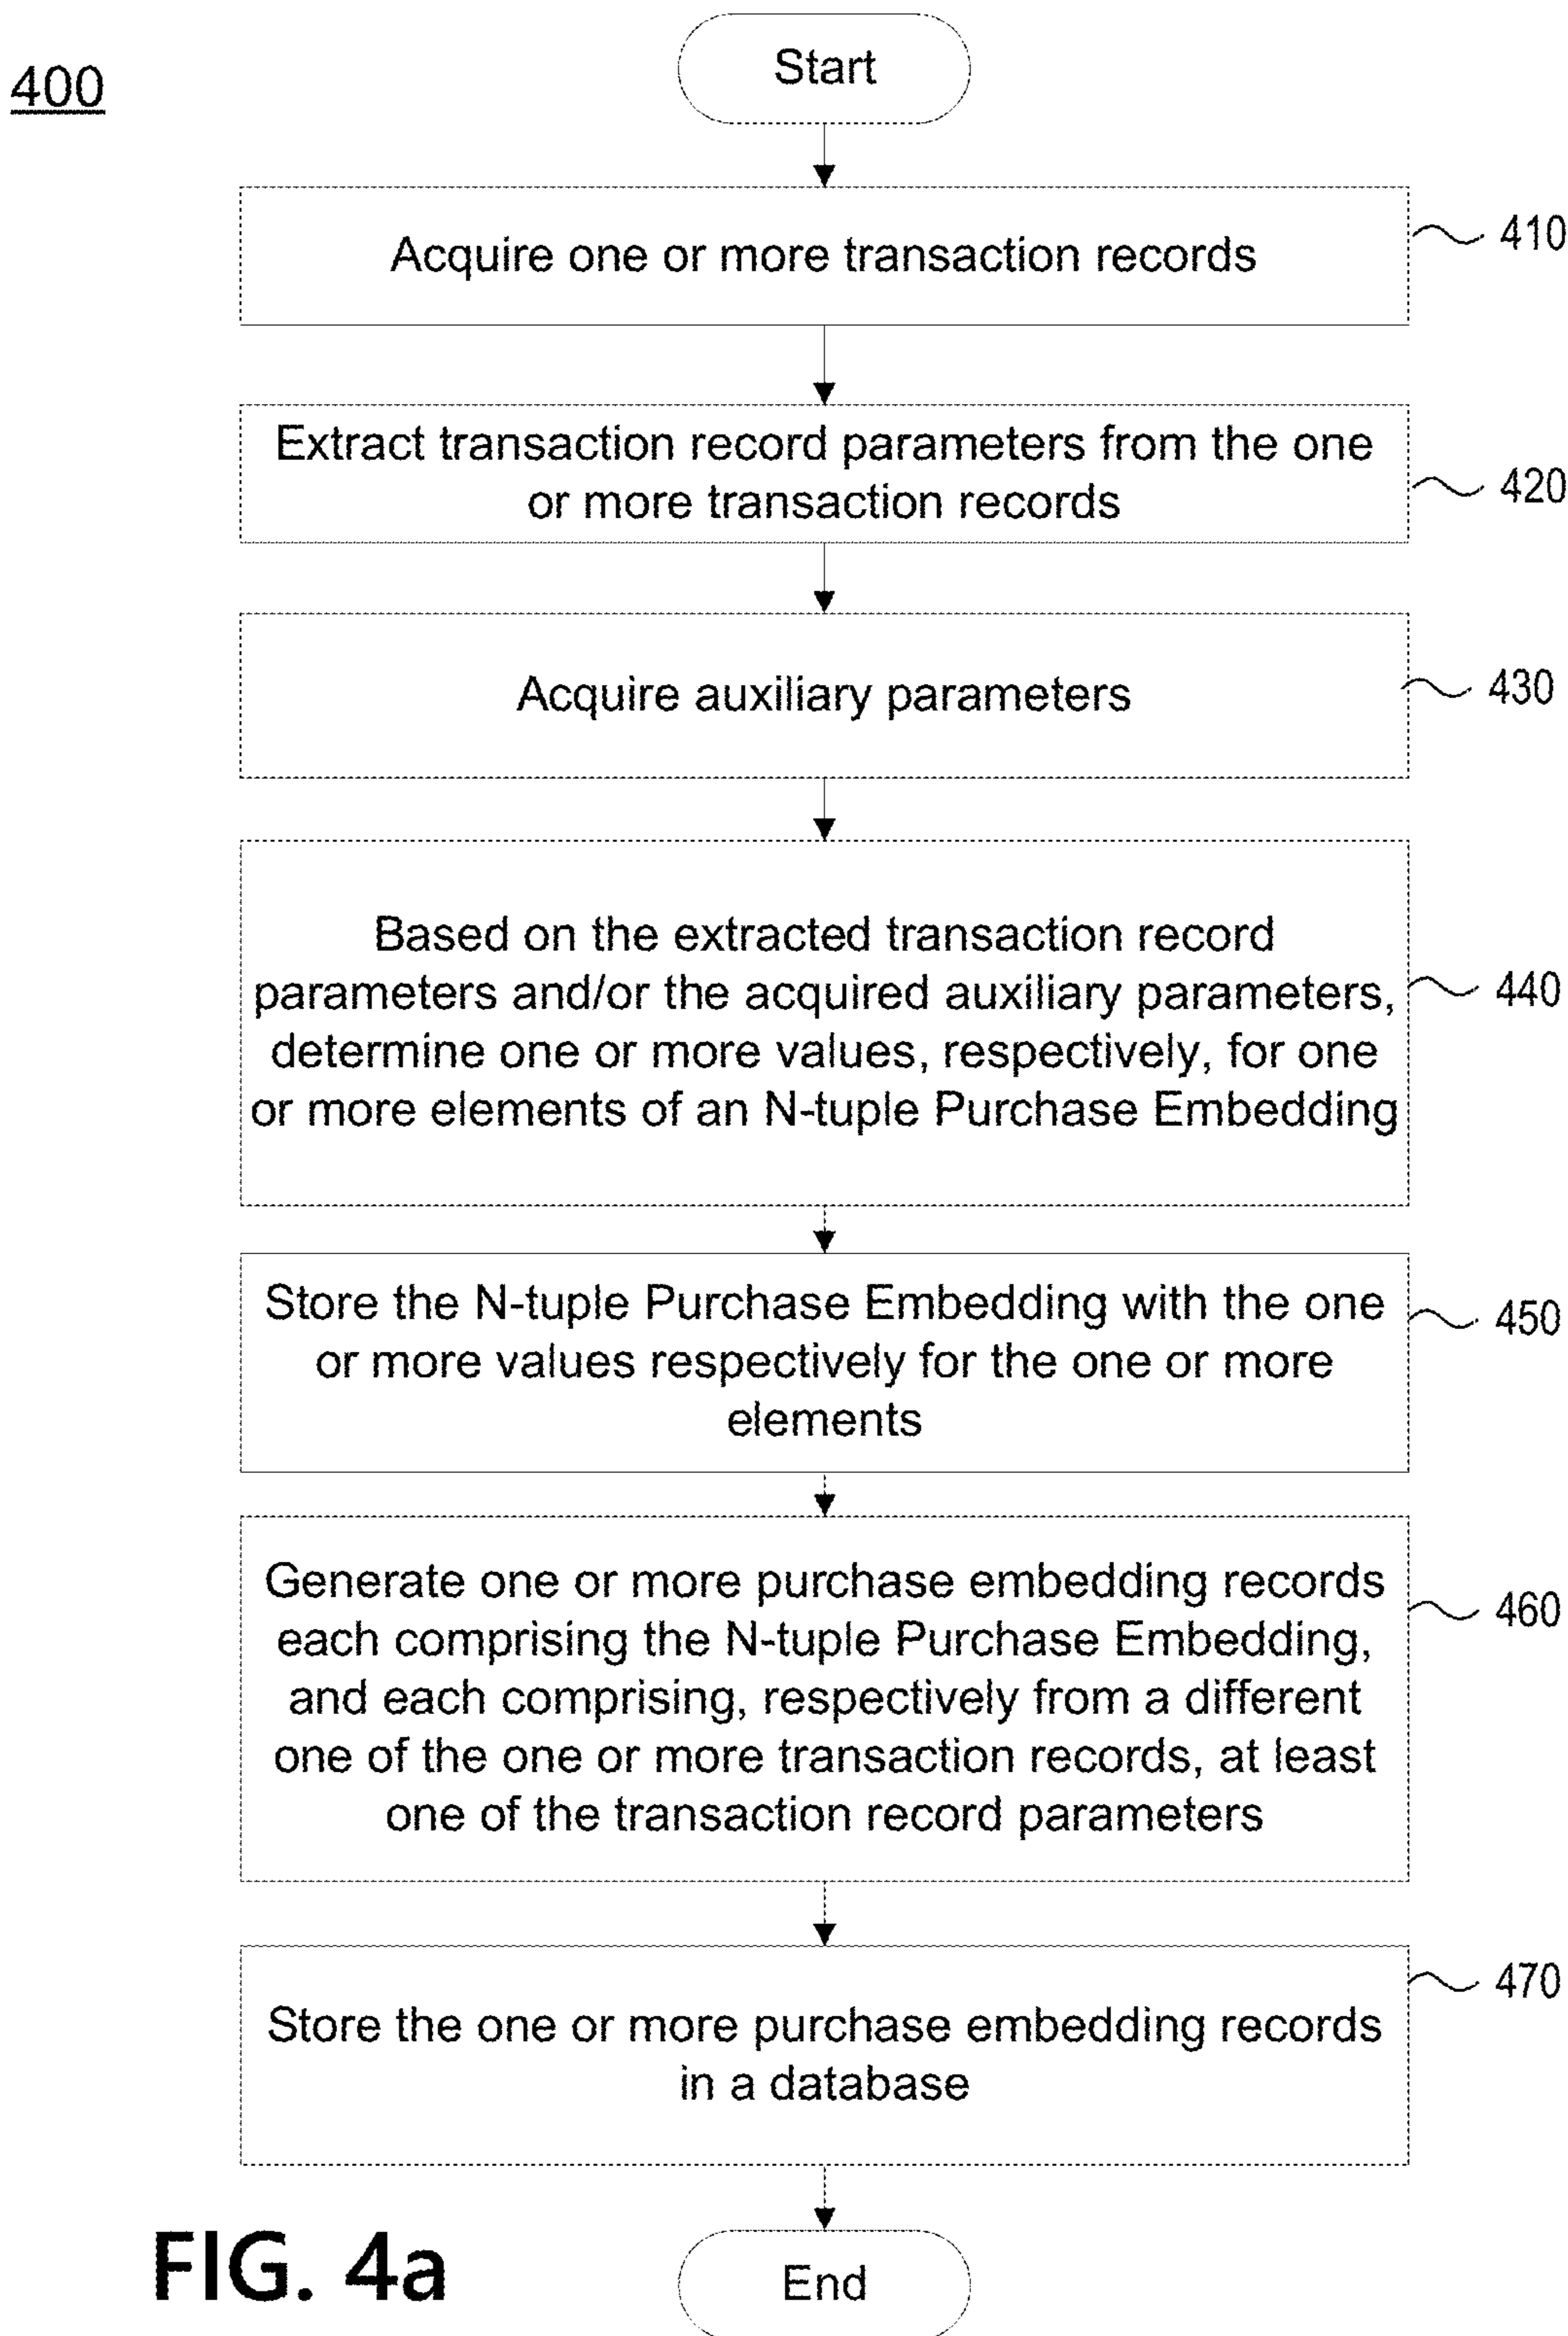 400
Start
Acquire one or more transaction records
410
Extract transaction record parameters from the one
or more transaction records
420
Acquire auxiliary parameters
430
Based on the extracted transaction record
parameters and/or the acquired auxiliary parameters,
determine one or more values, respectively, for one
or more elements of an N-tuple Purchase Embedding
440
Store the N-tuple Purchase Embedding with the one
or more values respectively for the one or more
elements
450
Generate one or more purchase embedding records
each comprising the N-tuple Purchase Embedding,
and each comprising, respectively from a different
one of the one or more transaction records, at least
one of the transaction record parameters
460
Store the one or more purchase embedding records
in a database
470
End
FIG. 4a